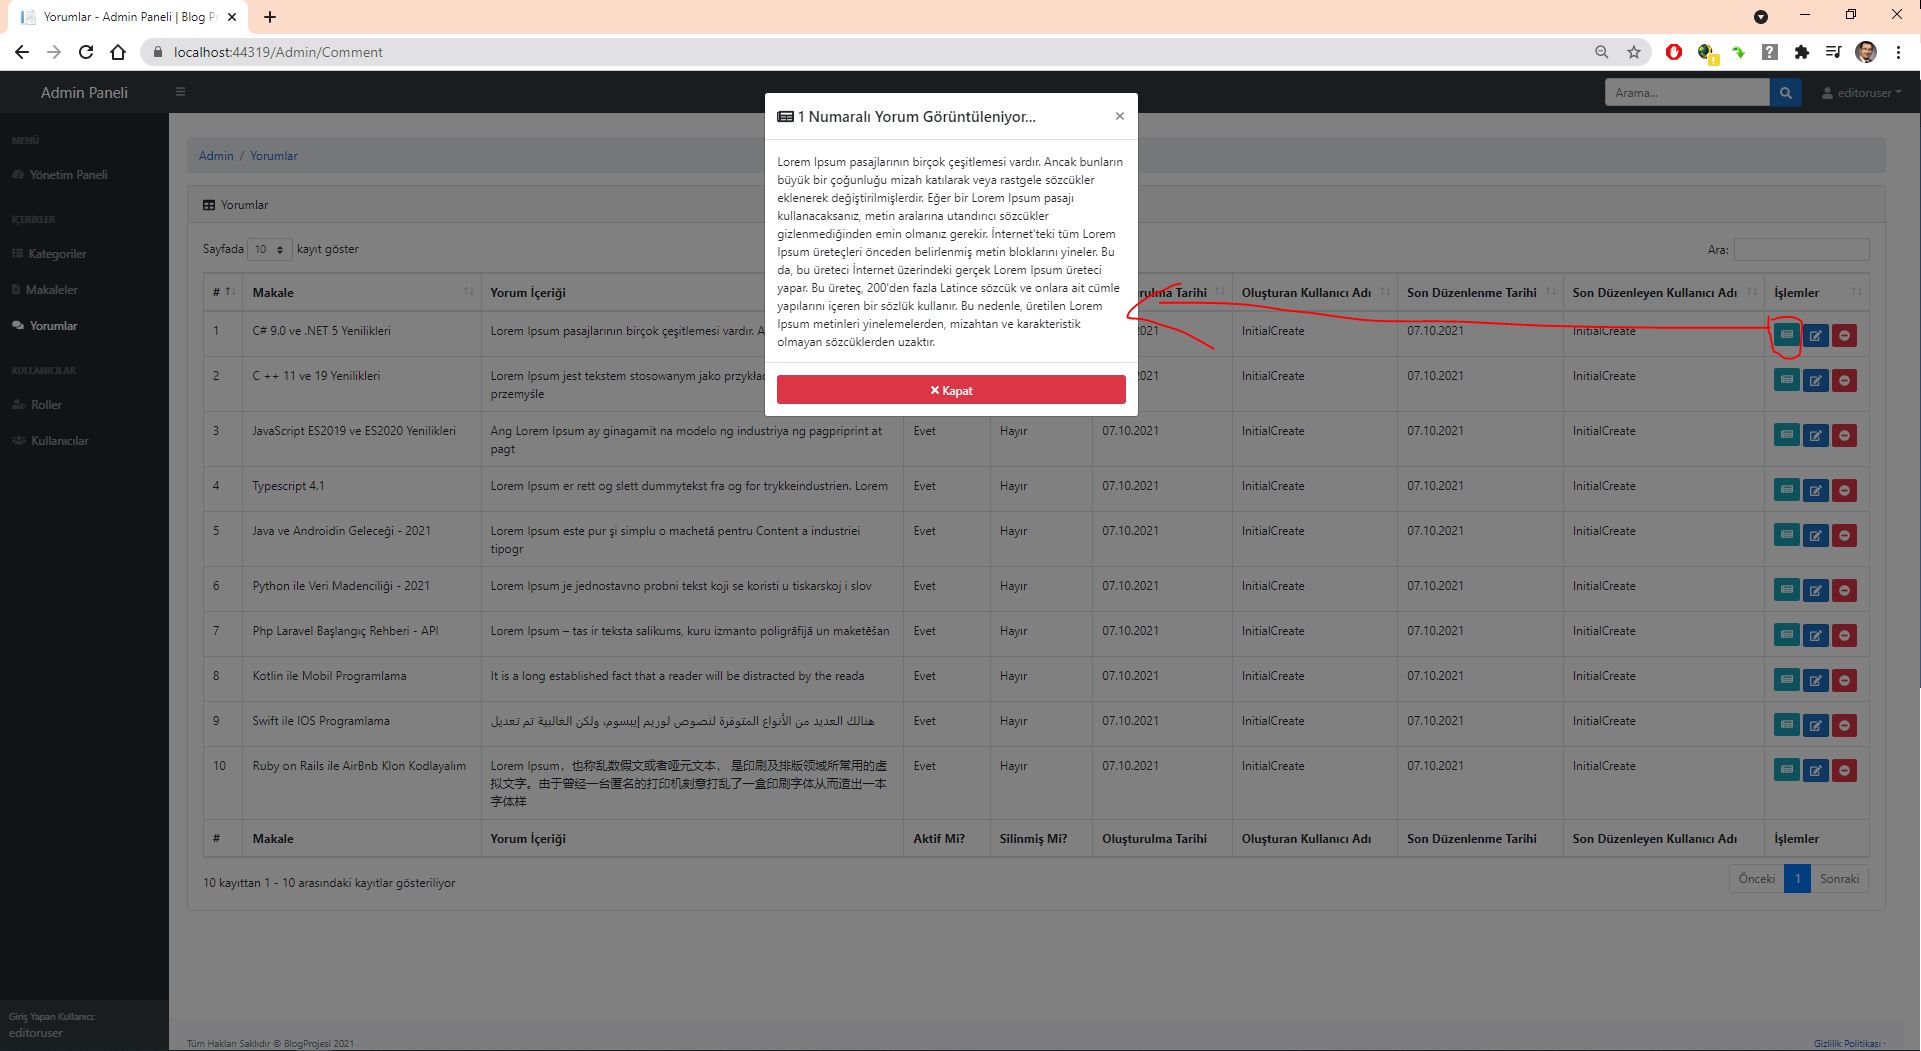 Yorumlar - Admin Paneli | Blog P
localhost:44319/Admin/Comment
Admin Paneli
Arama...
editoruser
MENÜ
Yönetim Paneli
İÇERİKLER
Kategoriler
Makaleler
Yorumlar
KULLANICILAR
Roller
Kullanıcılar
Giriş Yapan Kullanıcı:
editoruser
Admin / Yorumlar
Yorumlar
Sayfada 10 kayıt göster
Ara:
1 Numaralı Yorum Görüntüleniyor...
×
Lorem Ipsum pasajlarının birçok çeşitlemesi vardır. Ancak bunların
büyük bir çoğunluğu mizah katılarak veya rastgele sözcükler
eklenerek değiştirilmişlerdir. Eğer bir Lorem Ipsum pasajı
kullanacaksanız, metin aralarına utandırıcı sözcükler
gizlenmediğinden emin olmanız gerekir. İnternet'teki tüm Lorem
Ipsum üreteçleri önceden belirlenmiş metin bloklarını yineler. Bu
da, bu üreteci İnternet üzerindeki gerçek Lorem Ipsum üreteci
yapar. Bu üreteç, 200'den fazla Latince sözcük ve onlara ait cümle
yapılarını içeren bir sözlük kullanır. Bu nedenle, üretilen Lorem
Ipsum metinleri yinelemelerden, mizahtan ve karakteristik
olmayan sözcüklerden uzaktır.
Kapat
# Makale Yorum İçeriği Tarihi Oluşturan Kullanıcı Adı Son Düzenlenme Tarihi Son Düzenleyen Kullanıcı Adı İşlemler
1 C# 9.0 ve .NET 5 Yenilikleri Lorem Ipsum pasajlarının birçok çeşitlemesi vardır. A 2021 InitialCreate 07.10.2021 InitialCreate
2 C ++ 11 ve 19 Yenilikleri Lorem Ipsum jest tekstem stosowanym jako przykła 2021 InitialCreate 07.10.2021 InitialCreate
przemyśle
3 JavaScript ES2019 ve ES2020 Yenilikleri Ang Lorem Ipsum ay ginagamit na modelo ng industriya ng pagpriprint at Evet Hayır 07.10.2021 InitialCreate 07.10.2021 InitialCreate
pagt
4 Typescript 4.1 Lorem Ipsum er rett og slett dummytekst fra og for trykkeindustrien. Lorem Evet Hayır 07.10.2021 InitialCreate 07.10.2021 InitialCreate
5 Java ve Androidin Geleceği - 2021 Lorem Ipsum este pur şi simplu o machetă pentru Content a industriei Evet Hayır 07.10.2021 InitialCreate 07.10.2021 InitialCreate
tipogr
6 Python ile Veri Madenciliği - 2021 Lorem Ipsum je jednostavno probni tekst koji se koristi u tiskarskoj i slov Evet Hayır 07.10.2021 InitialCreate 07.10.2021 InitialCreate
7 Php Laravel Başlangıç Rehberi - API Lorem Ipsum – tas ir teksta salikums, kuru izmanto poligrāfijā un maketēšan Evet Hayır 07.10.2021 InitialCreate 07.10.2021 InitialCreate
8 Kotlin ile Mobil Programlama It is a long established fact that a reader will be distracted by the reada Evet Hayır 07.10.2021 InitialCreate 07.10.2021 InitialCreate
9 Swift ile IOS Programlama هنالك العديد من الأنواع المتوفرة لنصوص لوريم إيبسوم، ولكن الغالبية تم تعديل Evet Hayır 07.10.2021 InitialCreate 07.10.2021 InitialCreate
10 Ruby on Rails ile AirBnb Klon Kodlayalım Lorem Ipsum，也称乱数假文或者哑元文本， 是印刷及排版领域所常用的虚 Evet Hayır 07.10.2021 InitialCreate 07.10.2021 InitialCreate
拟文字。由于曾经一台匿名的打印机刻意打乱了一盒印刷字体从而造出一本
字体样
# Makale Yorum İçeriği Aktif Mi? Silinmiş Mi? Oluşturulma Tarihi Oluşturan Kullanıcı Adı Son Düzenlenme Tarihi Son Düzenleyen Kullanıcı Adı İşlemler
10 kayıttan 1 - 10 arasındaki kayıtlar gösteriliyor
Önceki 1 Sonraki
Tüm Hakları Saklıdır © BlogProjesi 2021
Gizlilik Politikası ·